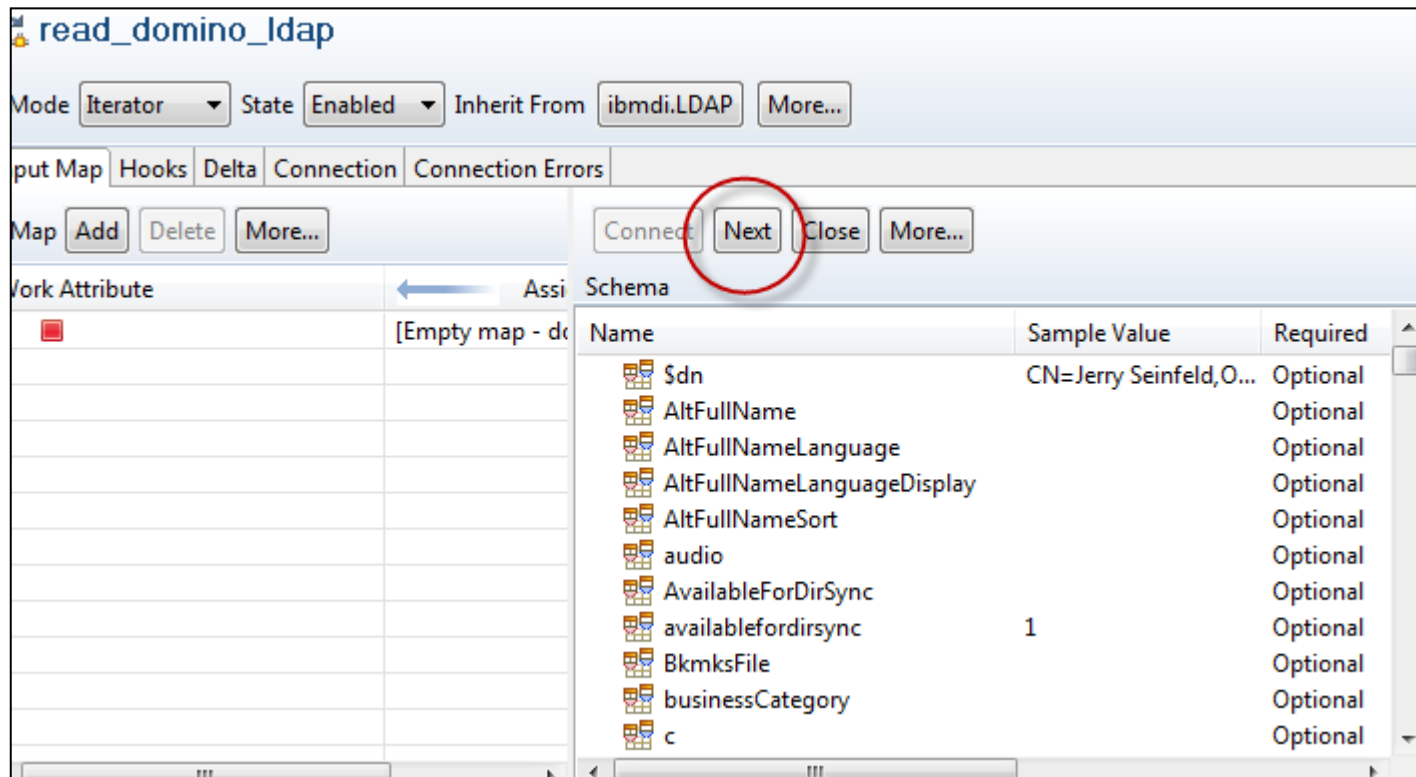 read_domino_ldap
Mode Iterator State Enabled Inherit From ibmdi.LDAP More...
put Map Hooks Delta Connection Connection Errors
Map Add Delete More... Connect Next Close More...
Work Attribute Assi Schema
[Empty map - do Name Sample Value Required
$dn CN=Jerry Seinfeld,O... Optional
AltFullName Optional
AltFullNameLanguage Optional
AltFullNameLanguageDisplay Optional
AltFullNameSort Optional
audio Optional
AvailableForDirSync Optional
availablefordirsync 1 Optional
BkmksFile Optional
businessCategory Optional
c Optional